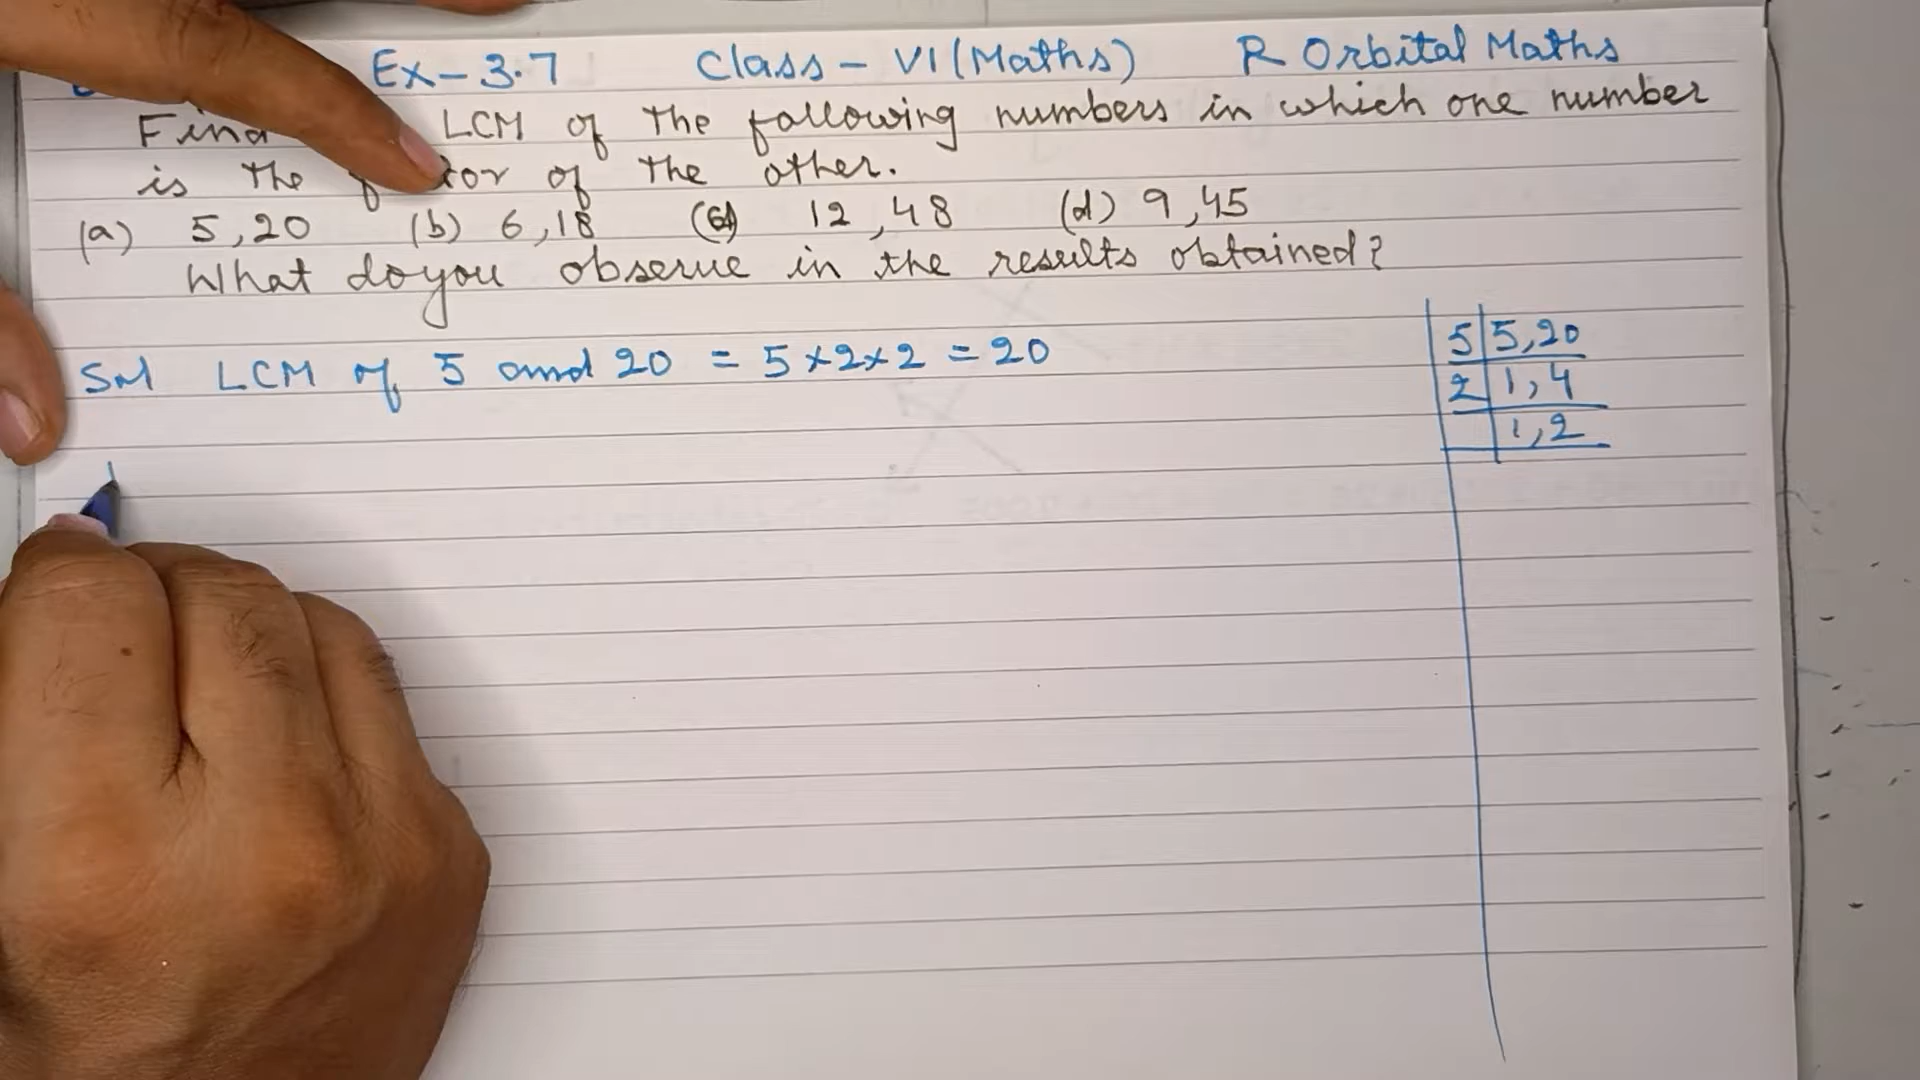 Ex-3.7 Class-VI(Maths) R Orbital Maths
Find LCM of the following numbers in which one number
is the of the other.
(a) 5,20 (b) 6,18 (c) 12,48 (d) 9,45
What do you observe in the results obtained?
Sol LCM of 5 and 20 = 5×2×2 = 20
5 5,20
2 1,4
1,2